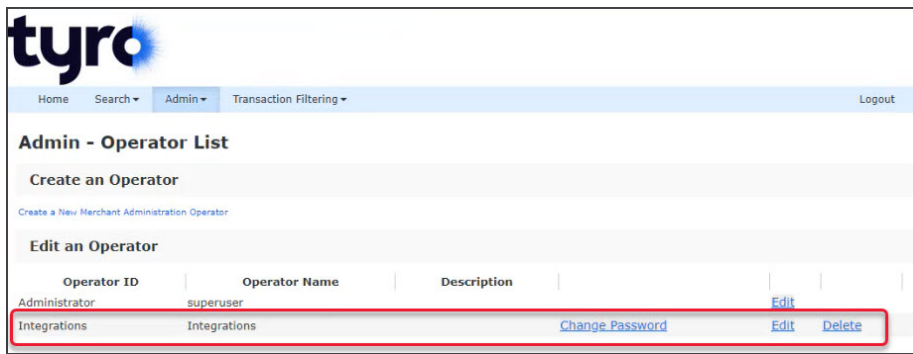 tyro
Home Search Admin Transaction Filtering Logout
Admin - Operator List
Create an Operator
Create a New Merchant Administration Operator
Edit an Operator
Operator ID Operator Name Description
Administrator superuser Edit
Integrations Integrations Change Password Edit Delete